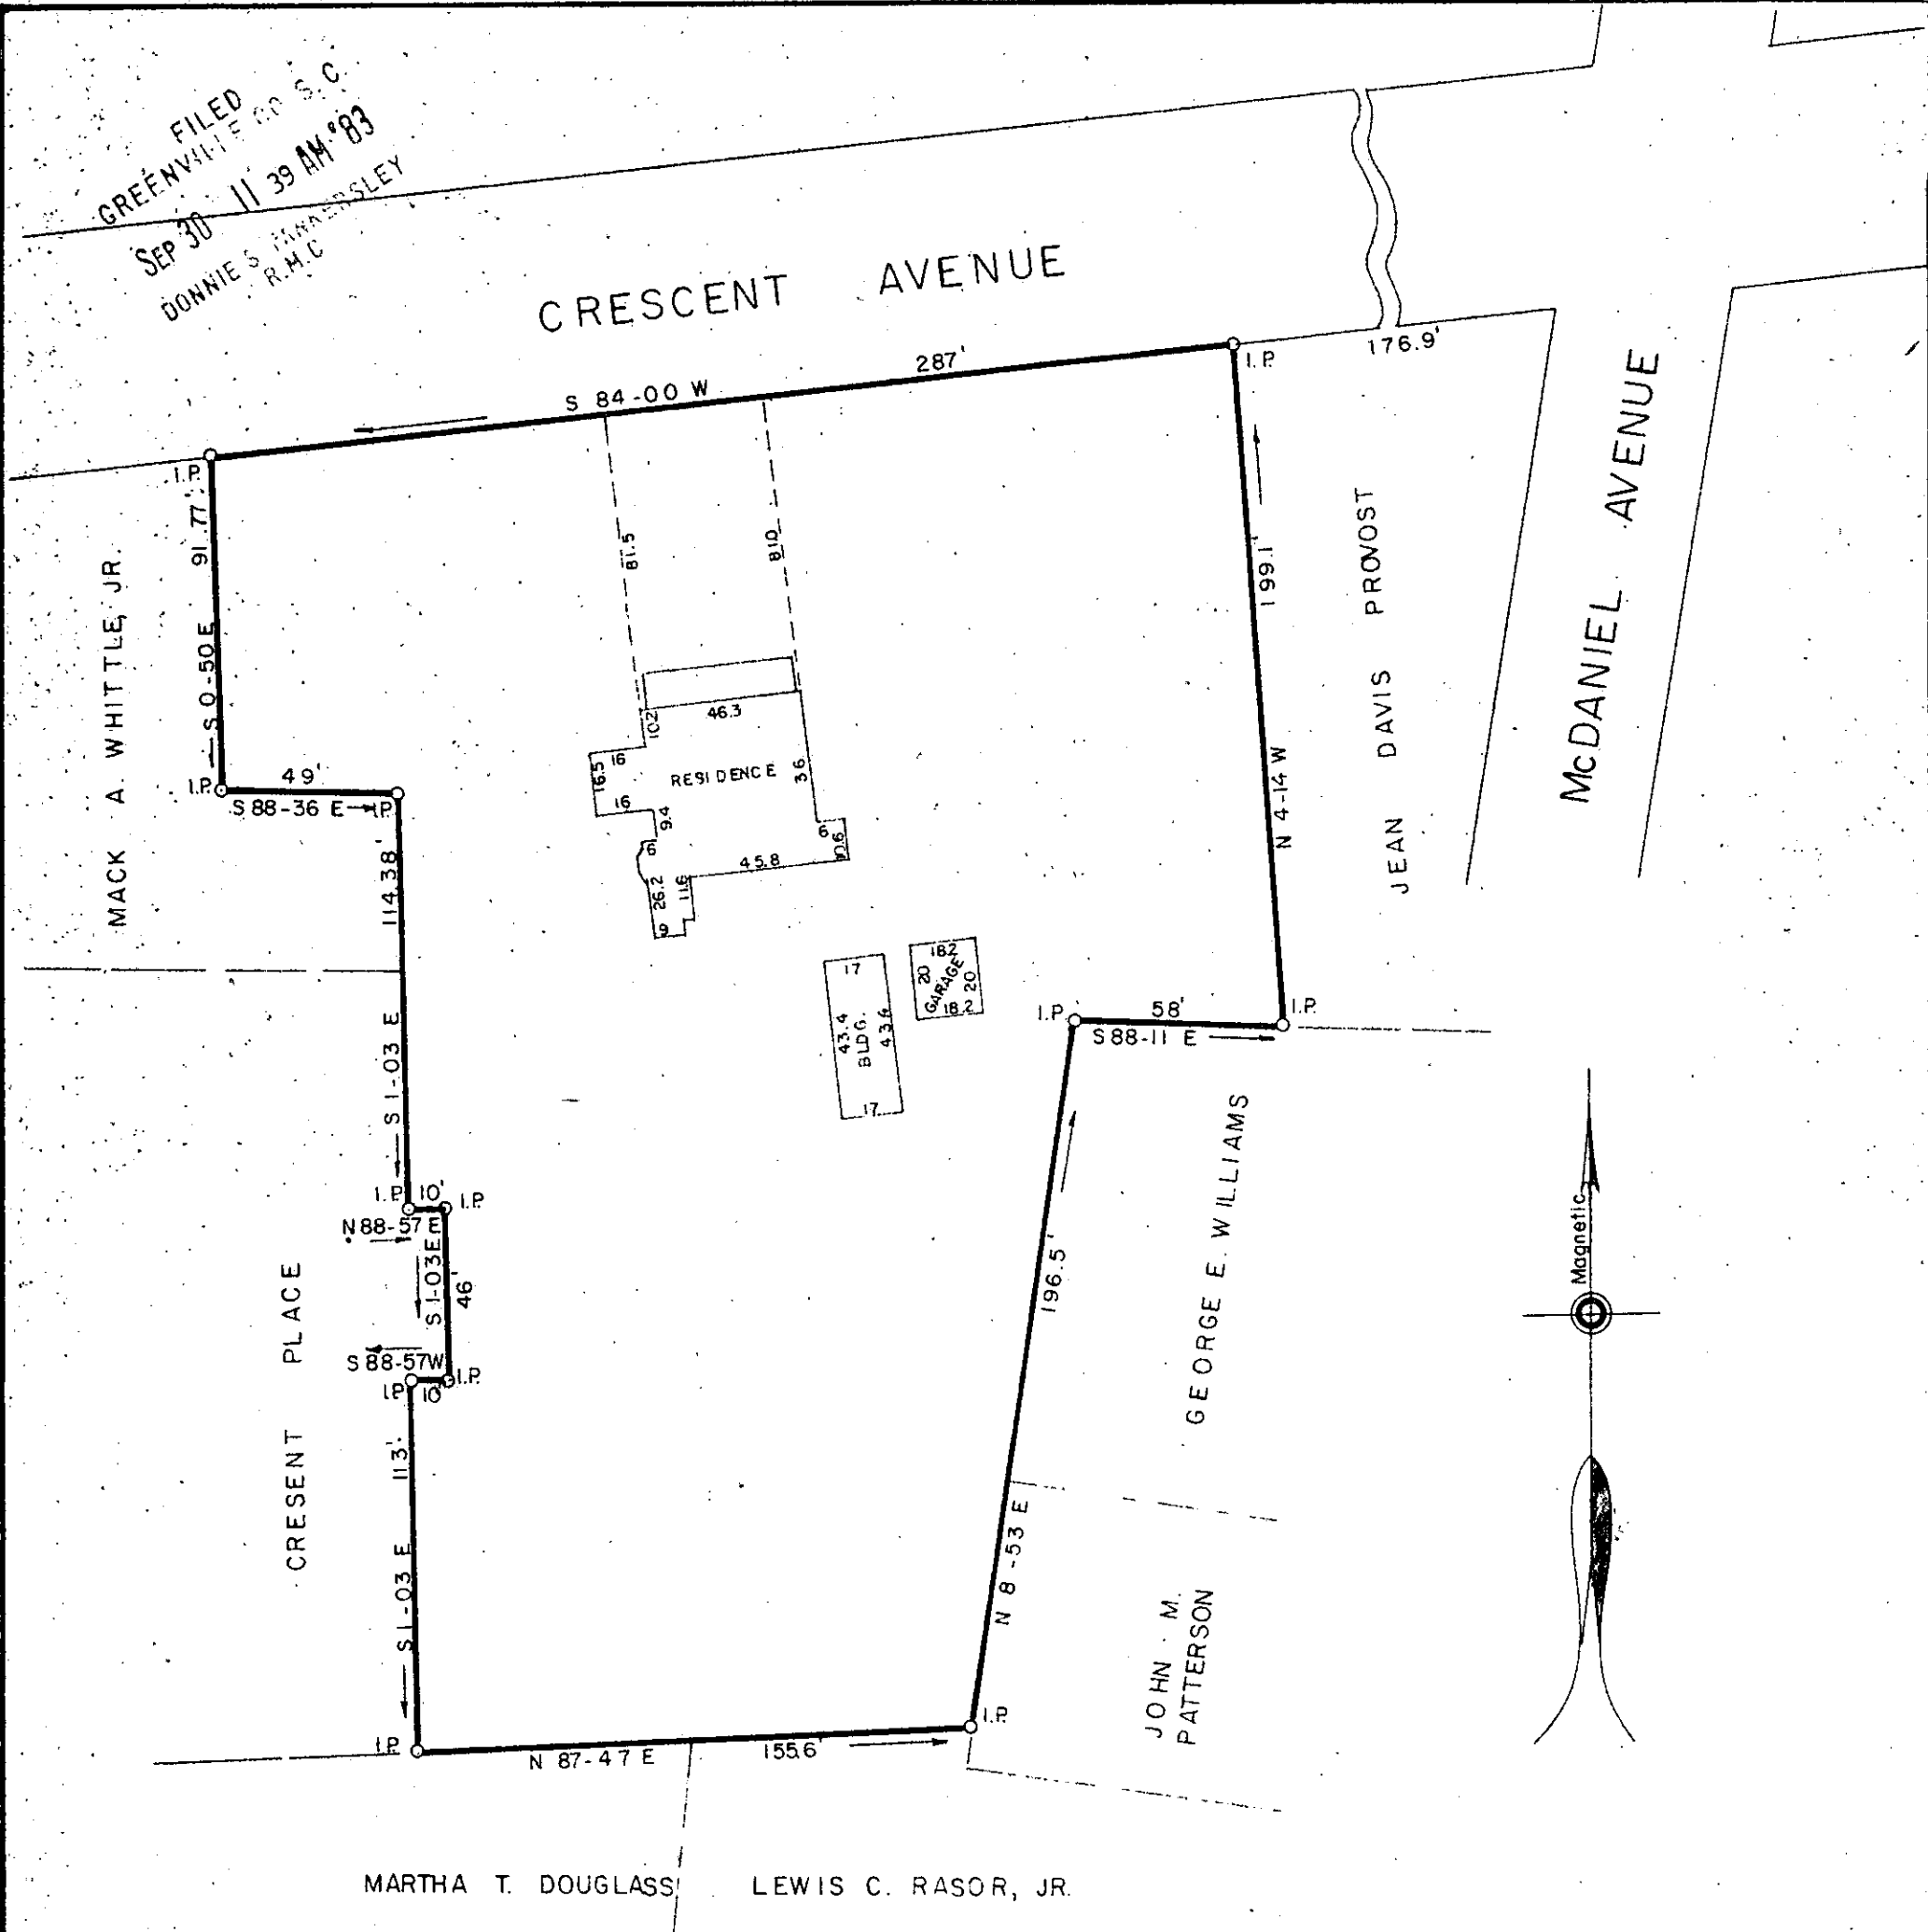 FILED
GREENVILLE CO. S. C.
SEP 30 11 39 AM '83
DONNIE S. TANKERSLEY
R.M.C
CRESCENT AVENUE
287'
S 84-00 W
176.9'
I.P.
I.P.
91.77'
S 0-50 E
MACK A. WHITTLE, JR.
81.5
81.0
199.1'
N 4-14 W
JEAN DAVIS PROVOST
McDANIEL AVENUE
46.3
10.2
16
16.5
RESIDENCE
36
16
9.4
6
6
10.6
45.8
26.2
11.6
9
I.P.
49'
S 88-36 E
I.P.
114.38'
S 1-03 E
17
43.4
BLDG.
43.4
17
18.2
20
GARAGE
20
18.2
I.P.
58'
I.P.
S 88-11 E
I.P.
10'
I.P.
N 88-57 E
S 1-03 E
46'
S 88-57 W
I.P.
I.P.
10'
CRESENT PLACE
113'
S 1-03 E
196.5'
N 8-53 E
GEORGE E. WILLIAMS
Magnetic
JOHN M.
PATTERSON
I.P.
I.P.
N 87-47 E
155.6'
MARTHA T. DOUGLASS
LEWIS C. RASOR, JR.